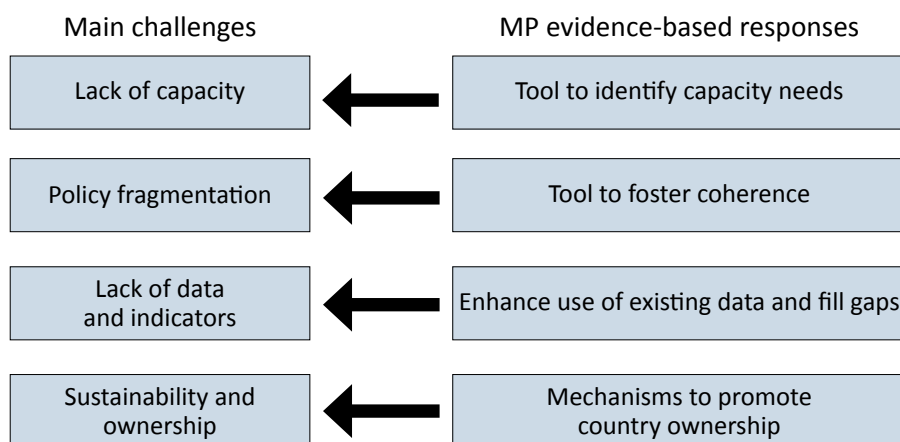 Main challenges
MP evidence-based responses
Lack of capacity
Tool to identify capacity needs
Policy fragmentation
Tool to foster coherence
Lack of data
and indicators
Enhance use of existing data and fill gaps
Sustainability and
ownership
Mechanisms to promote
country ownership